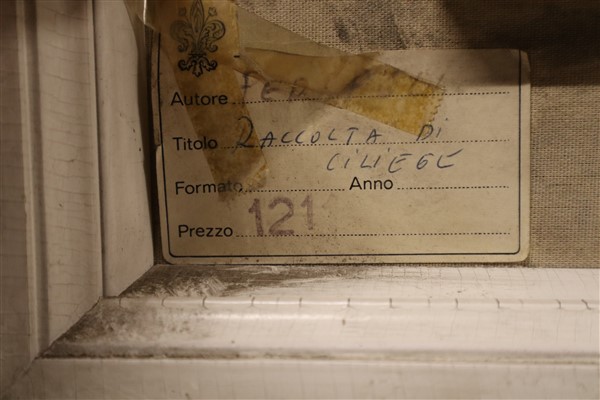 Autore
Titolo RACCOLTA DI
CILIEGE
Formato Anno
Prezzo 121